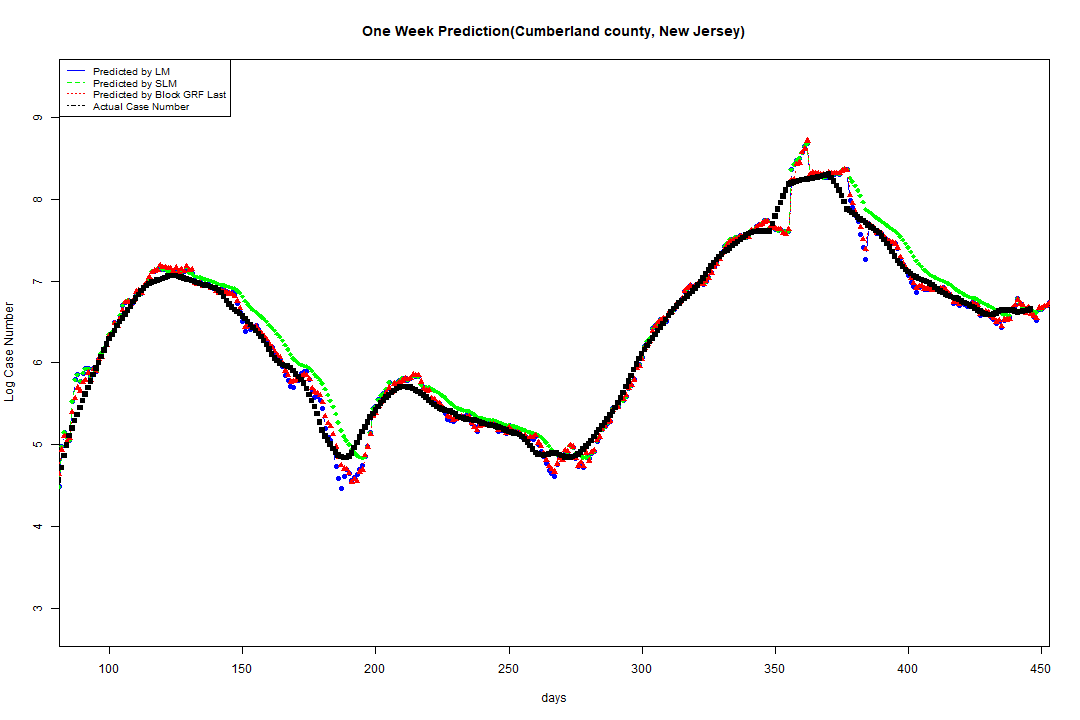 One Week Prediction(Cumberland county, New Jersey)
Predicted by LM
Predicted by SLM
Predicted by Block GRF Last
Actual Case Number
9
8
7
6
5
4
3
Log Case Number
100 150 200 250 300 350 400 450
days